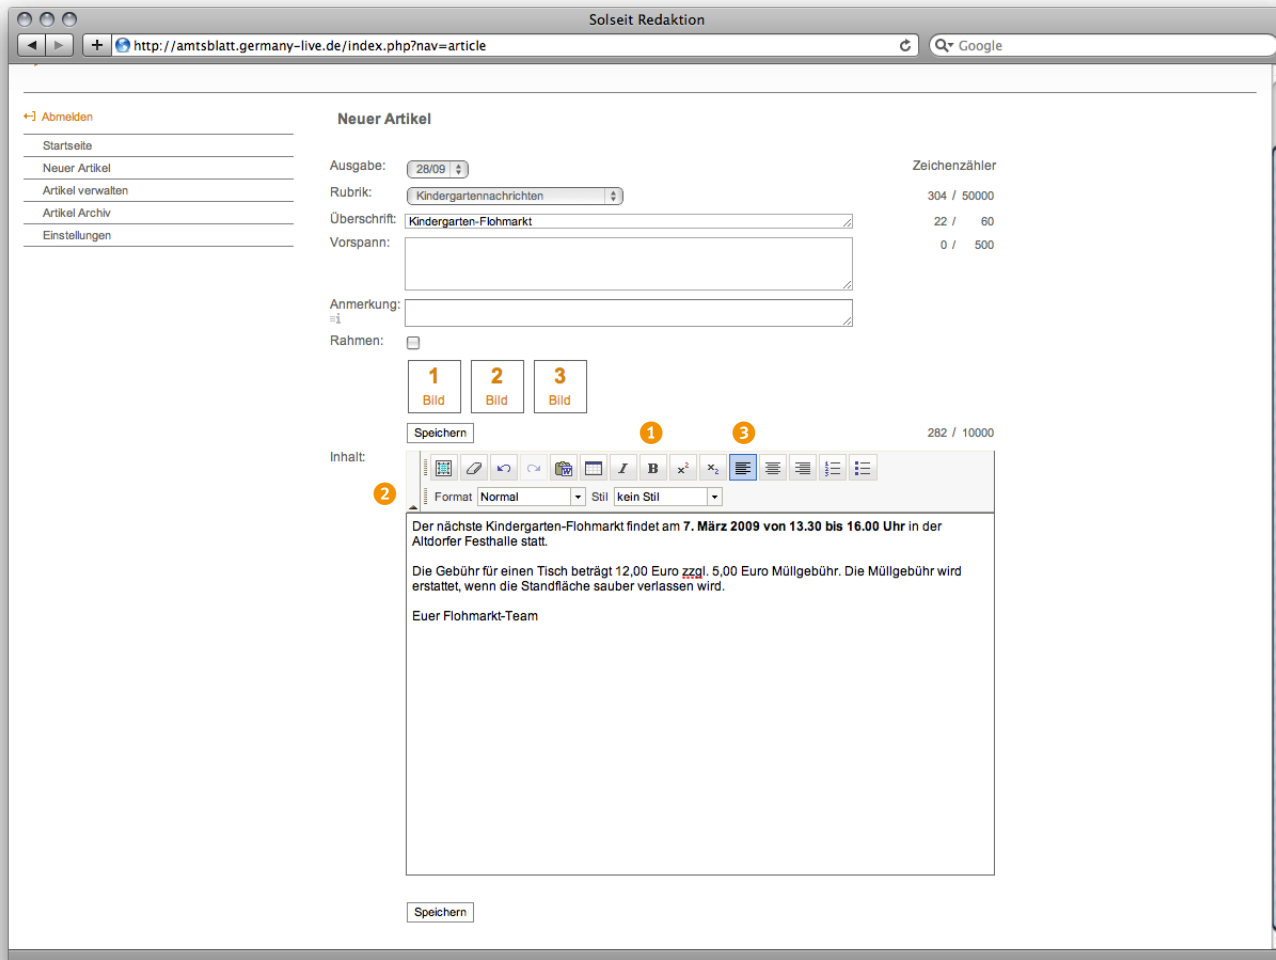 Solseit Redaktion
http://amtsblatt.germany-live.de/index.php?nav=article
Google
Abmelden
Startseite
Neuer Artikel
Artikel verwalten
Artikel Archiv
Einstellungen
Neuer Artikel
Ausgabe: 28/09 Zeichenzähler
Rubrik: Kindergartennachrichten 304 / 50000
Überschrift: Kindergarten-Flohmarkt 22 / 60
Vorspann: 0 / 500
Anmerkung:
Rahmen:
1 2 3
Bild Bild Bild
Speichern 1 3 282 / 10000
Inhalt:
I B x² x₂
2 Format Normal Stil kein Stil
Der nächste Kindergarten-Flohmarkt findet am 7. März 2009 von 13.30 bis 16.00 Uhr in der
Altdorfer Festhalle statt.
Die Gebühr für einen Tisch beträgt 12,00 Euro zzgl. 5,00 Euro Müllgebühr. Die Müllgebühr wird
erstattet, wenn die Standfläche sauber verlassen wird.
Euer Flohmarkt-Team
Speichern